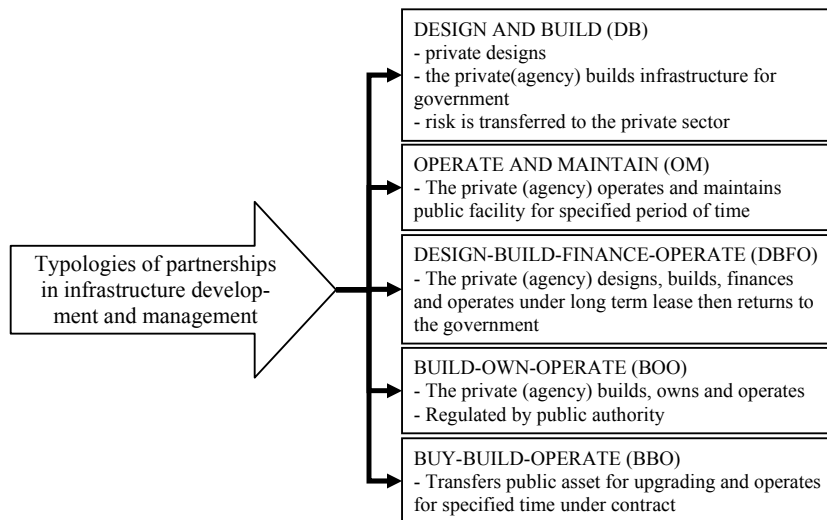 Typologies of partnerships
in infrastructure develop-
ment and management
DESIGN AND BUILD (DB)
- private designs
- the private(agency) builds infrastructure for
government
- risk is transferred to the private sector
OPERATE AND MAINTAIN (OM)
- The private (agency) operates and maintains
public facility for specified period of time
DESIGN-BUILD-FINANCE-OPERATE (DBFO)
- The private (agency) designs, builds, finances
and operates under long term lease then returns to
the government
BUILD-OWN-OPERATE (BOO)
- The private (agency) builds, owns and operates
- Regulated by public authority
BUY-BUILD-OPERATE (BBO)
- Transfers public asset for upgrading and operates
for specified time under contract